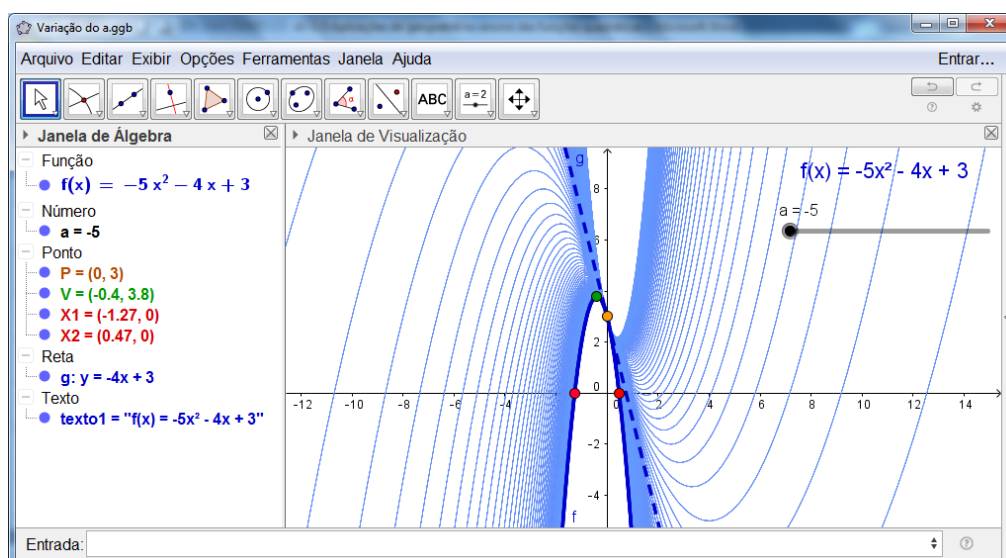 Variação do a.ggb
Arquivo Editar Exibir Opções Ferramentas Janela Ajuda
Entrar...
ABC
a = 2
Janela de Álgebra
Função
f(x) = −5 x² − 4 x + 3
Número
a = -5
Ponto
P = (0, 3)
V = (-0.4, 3.8)
X1 = (-1.27, 0)
X2 = (0.47, 0)
Reta
g: y = -4x + 3
Texto
texto1 = "f(x) = -5x² - 4x + 3"
Janela de Visualização
g
f(x) = -5x² - 4x + 3
a = -5
8
6
2
0
-12 -10 -8 -6 -4 0 2 4 6 8 10 12 14
-2
-4
f
Entrada: